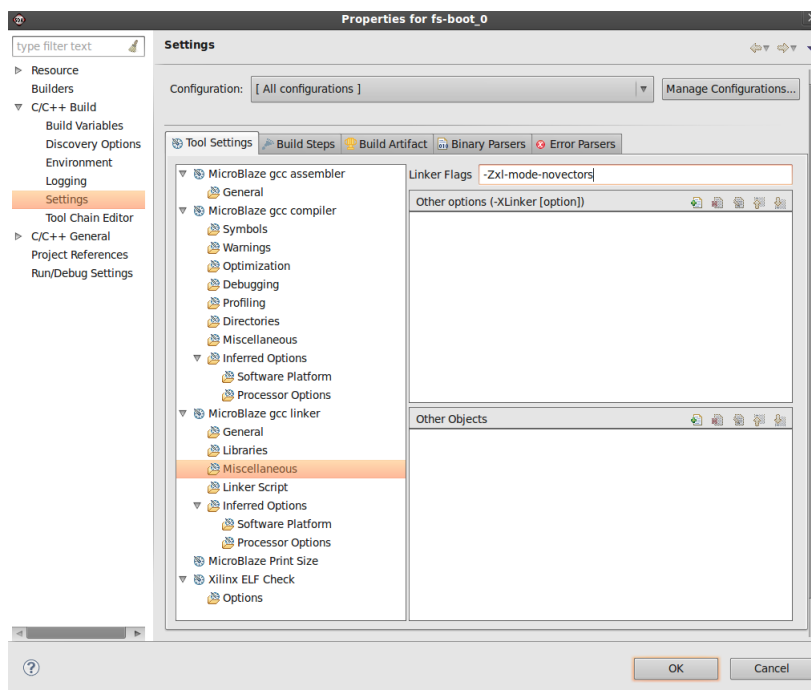 Properties for fs-boot_0
type filter text
Resource
Builders
C/C++ Build
Build Variables
Discovery Options
Environment
Logging
Settings
Tool Chain Editor
C/C++ General
Project References
Run/Debug Settings
Settings
Configuration: [ All configurations ] Manage Configurations...
Tool Settings Build Steps Build Artifact Binary Parsers Error Parsers
MicroBlaze gcc assembler
General
MicroBlaze gcc compiler
Symbols
Warnings
Optimization
Debugging
Profiling
Directories
Miscellaneous
Inferred Options
Software Platform
Processor Options
MicroBlaze gcc linker
General
Libraries
Miscellaneous
Linker Script
Inferred Options
Software Platform
Processor Options
MicroBlaze Print Size
Xilinx ELF Check
Options
Linker Flags -Zxl-mode-novectors
Other options (-XLinker [option])
Other Objects
OK Cancel